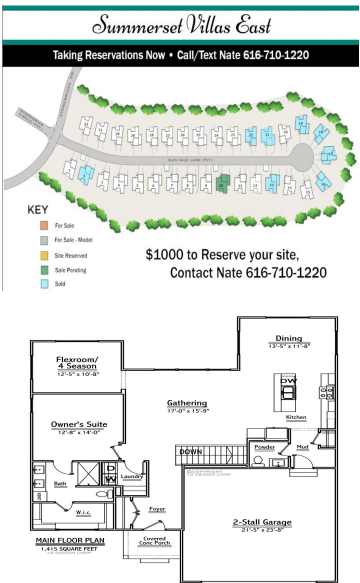 Summerset Villas East
Taking Reservations Now • Call/Text Nate 616-710-1220
SUN VALE LANE (PVT.)
KEY
For Sale
For Sale - Model
Site Reserved
Sale Pending
Sold
$1000 to Reserve your site,
Contact Nate 616-710-1220
Dining
13'-5" x 11'-8"
Flexroom/
4 Season
12'-5" x 10'-8"
DW
Gathering
17'-0" x 15'-9"
Kitchen
Owner's Suite
12'-8" x 14'-0"
DOWN
Powder
Mud
Laundry
Bath
W.i.c.
Foyer
2-Stall Garage
21'-5" x 23'-8"
MAIN FLOOR PLAN
1,415 SQUARE FEET
Covered
Conc Porch